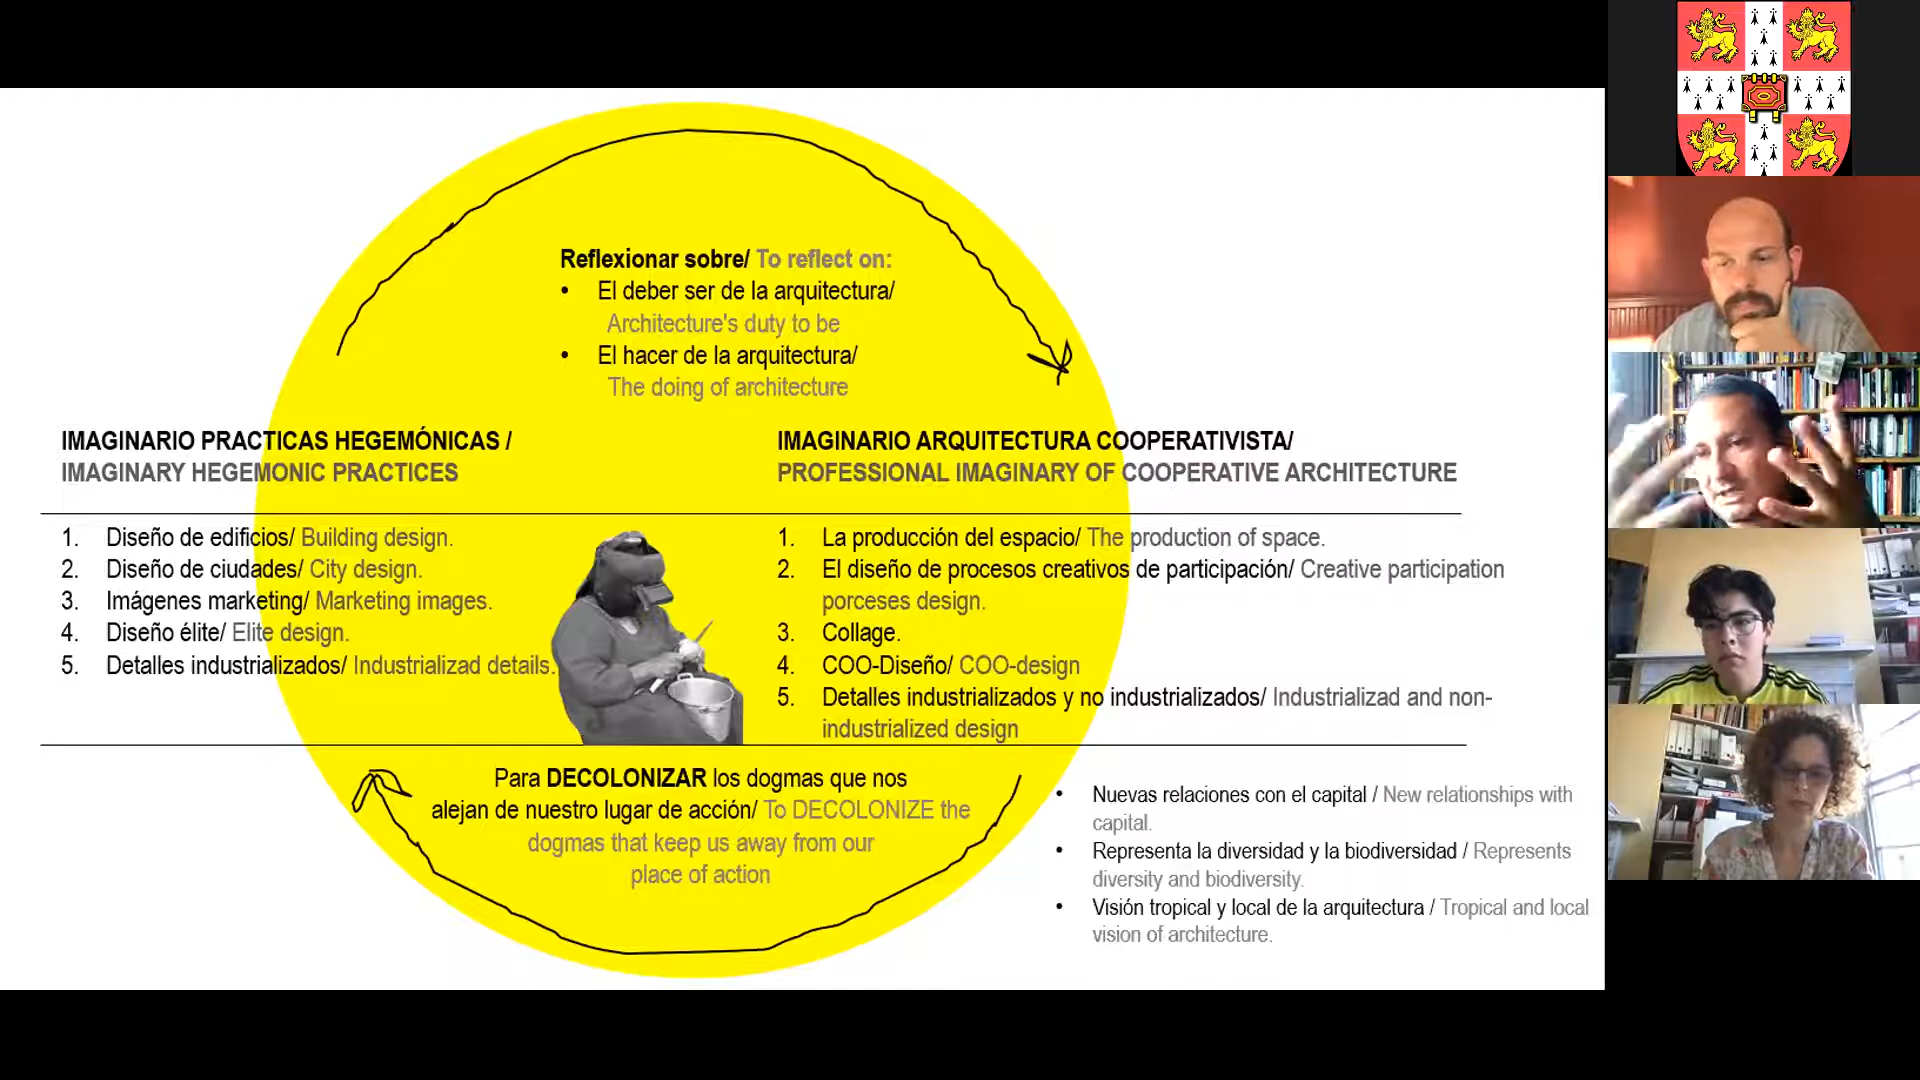 Reflexionar sobre/ To reflect on:
• El deber ser de la arquitectura/
Architecture's duty to be
• El hacer de la arquitectura/
The doing of architecture
IMAGINARIO PRACTICAS HEGEMÓNICAS /
IMAGINARY HEGEMONIC PRACTICES
1. Diseño de edificios/ Building design.
2. Diseño de ciudades/ City design.
3. Imágenes marketing/ Marketing images.
4. Diseño élite/ Elite design.
5. Detalles industrializados/ Industrializad details.
IMAGINARIO ARQUITECTURA COOPERATIVISTA/
PROFESSIONAL IMAGINARY OF COOPERATIVE ARCHITECTURE
1. La producción del espacio/ The production of space.
2. El diseño de procesos creativos de participación/ Creative participation
porceses design.
3. Collage.
4. COO-Diseño/ COO-design
5. Detalles industrializados y no industrializados/ Industrializad and non-
industrialized design
Para DECOLONIZAR los dogmas que nos
alejan de nuestro lugar de acción/ To DECOLONIZE the
dogmas that keep us away from our
place of action
• Nuevas relaciones con el capital / New relationships with
capital.
• Representa la diversidad y la biodiversidad / Represents
diversity and biodiversity.
• Visión tropical y local de la arquitectura / Tropical and local
vision of architecture.